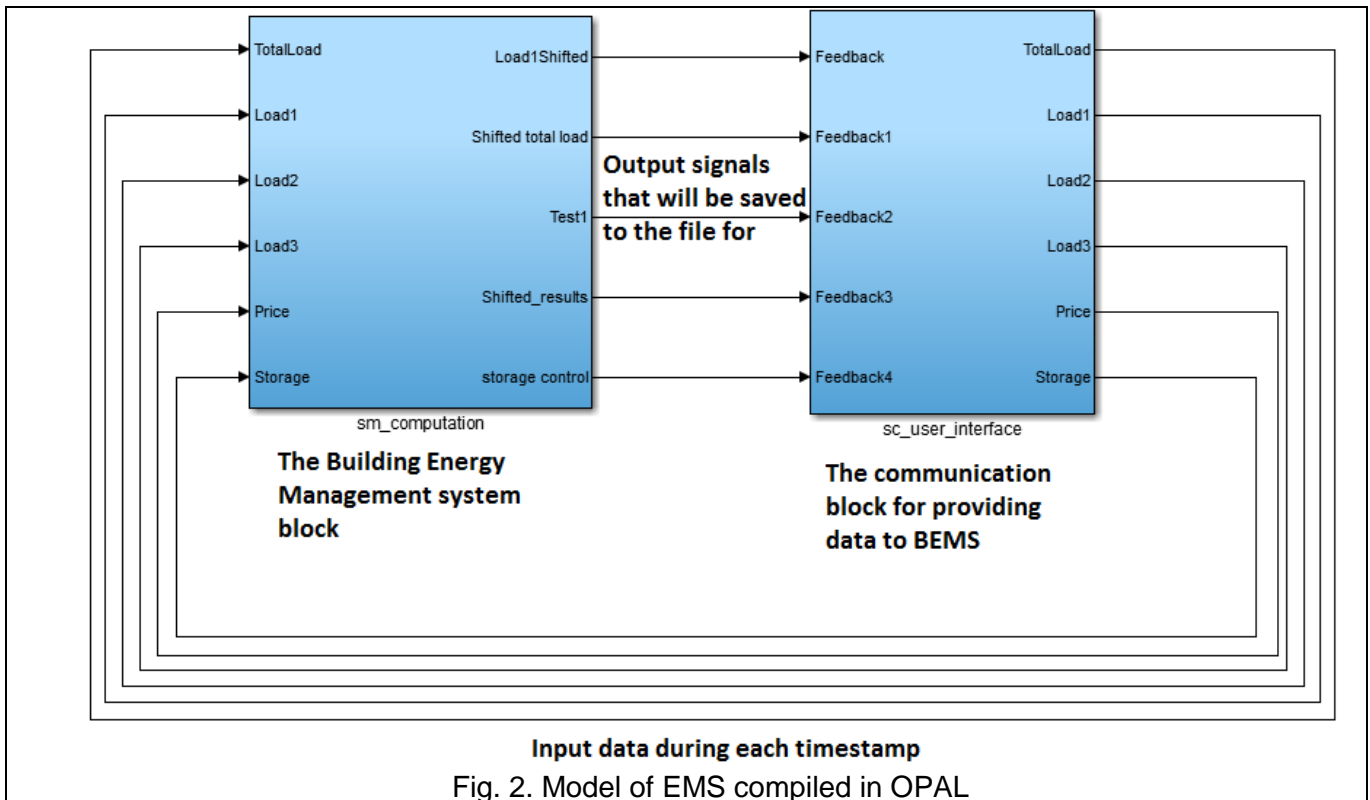 TotalLoad
Load1
Load2
Load3
Price
Storage
Load1Shifted
Shifted total load
Test1
Shifted_results
storage control
sm_computation
The Building Energy
Management system
block
Output signals
that will be saved
to the file for
Feedback
Feedback1
Feedback2
Feedback3
Feedback4
TotalLoad
Load1
Load2
Load3
Price
Storage
sc_user_interface
The communication
block for providing
data to BEMS
Input data during each timestamp
Fig. 2. Model of EMS compiled in OPAL